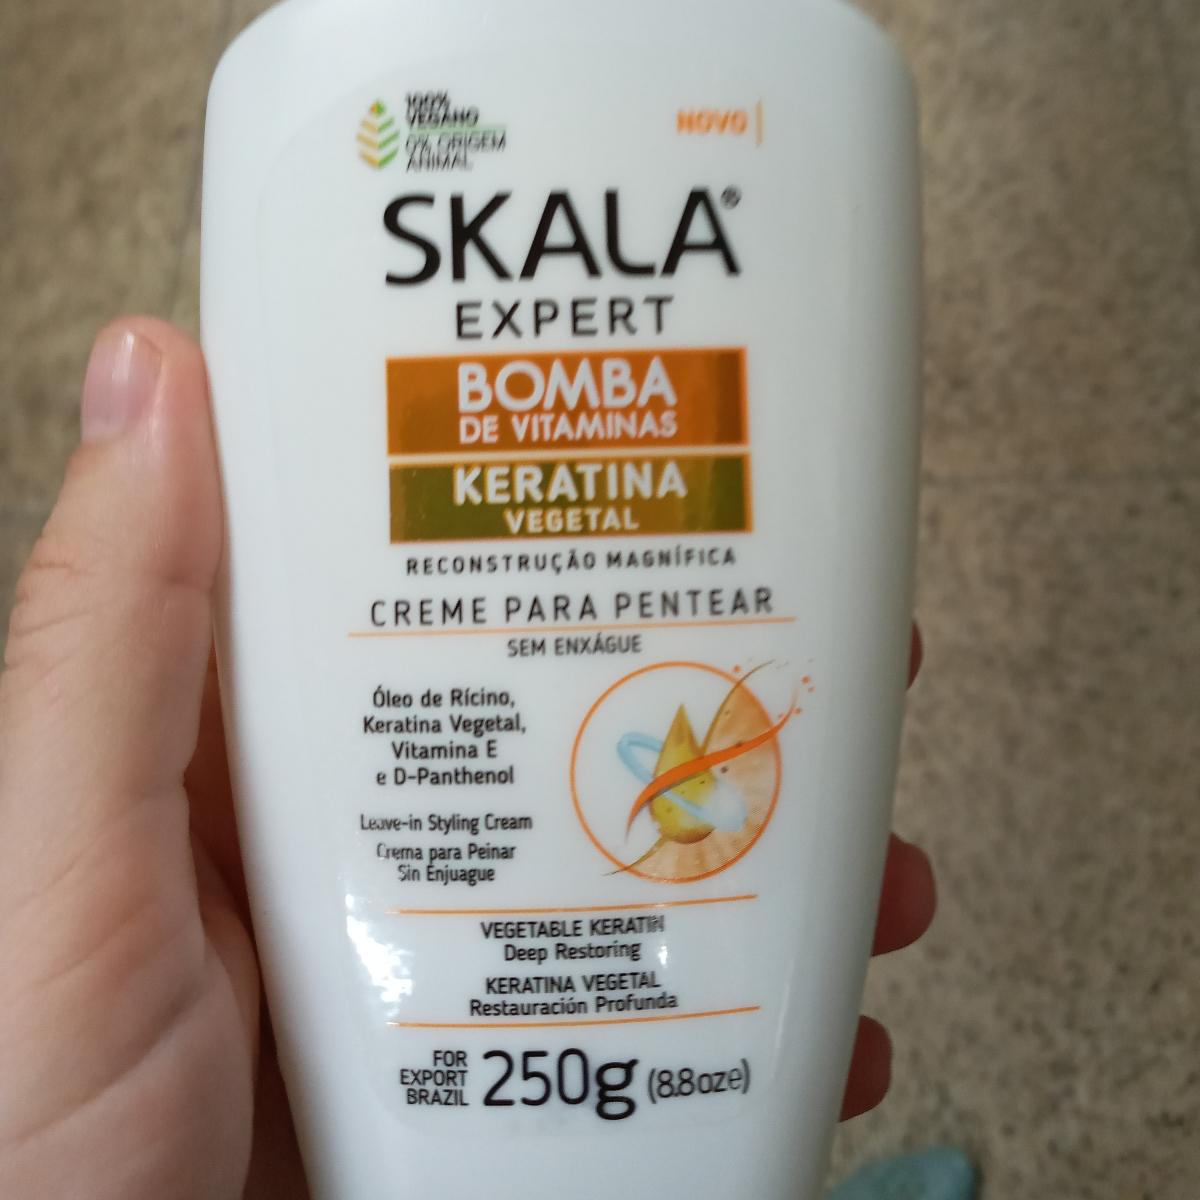 100%
VEGANO
0% ORIGEM
ANIMAL
NOVO
SKALA®
EXPERT
BOMBA
DE VITAMINAS
KERATINA
VEGETAL
RECONSTRUÇÃO MAGNÍFICA
CREME PARA PENTEAR
SEM ENXÁGUE
Óleo de Rícino,
Keratina Vegetal,
Vitamina E
e D-Panthenol
Leave-in Styling Cream
Crema para Peinar
Sin Enjuague
VEGETABLE KERATIN
Deep Restoring
KERATINA VEGETAL
Restauración Profunda
FOR
EXPORT
BRAZIL
250g (8.8oz℮)